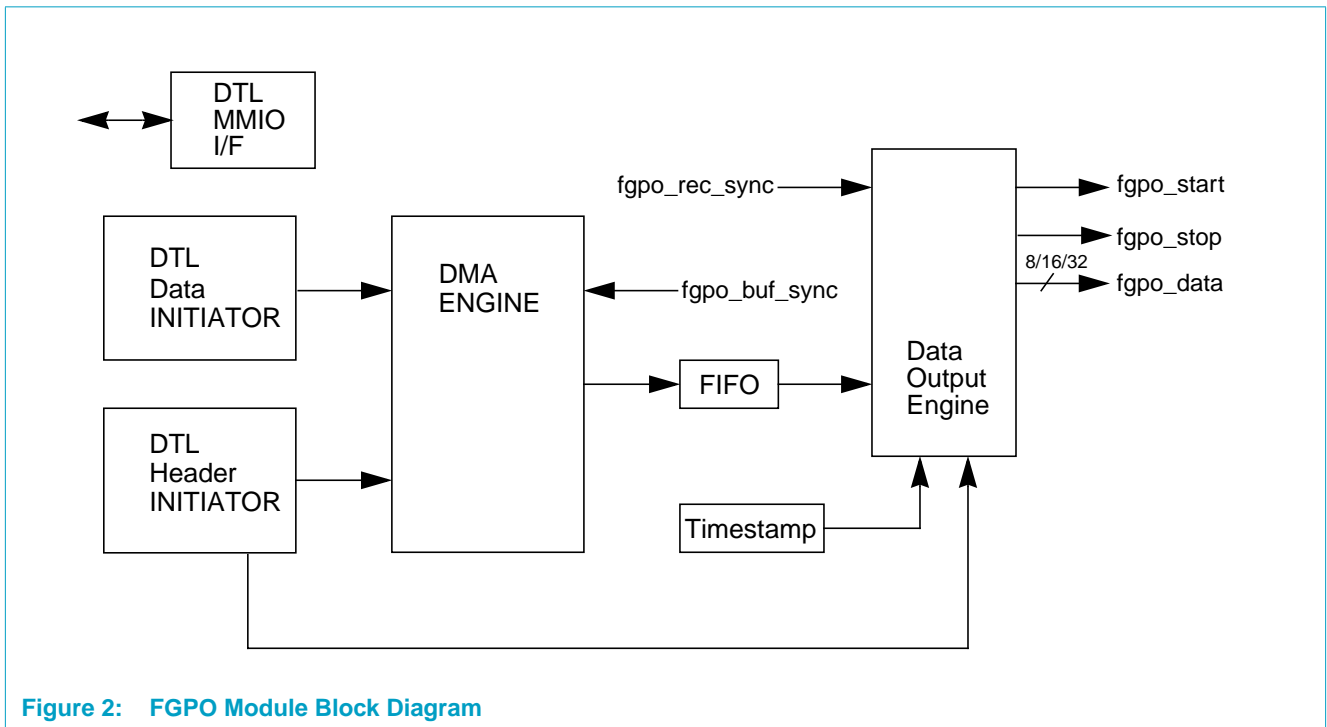 DTL
MMIO
I/F
fgpo_rec_sync
fgpo_start
fgpo_stop
8/16/32
fgpo_data
DTL
Data
INITIATOR
DMA
ENGINE
fgpo_buf_sync
FIFO
Data
Output
Engine
DTL
Header
INITIATOR
Timestamp
Figure 2: FGPO Module Block Diagram